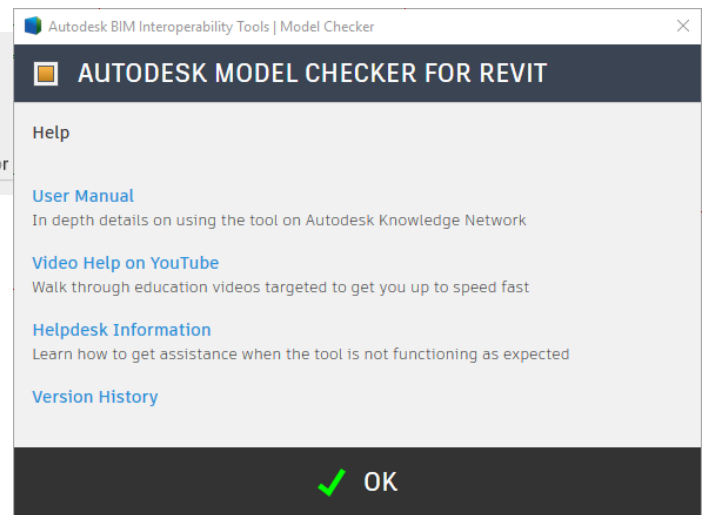 Autodesk BIM Interoperability Tools | Model Checker
AUTODESK MODEL CHECKER FOR REVIT
Help
or
User Manual
In depth details on using the tool on Autodesk Knowledge Network
Video Help on YouTube
Walk through education videos targeted to get you up to speed fast
Helpdesk Information
Learn how to get assistance when the tool is not functioning as expected
Version History
OK